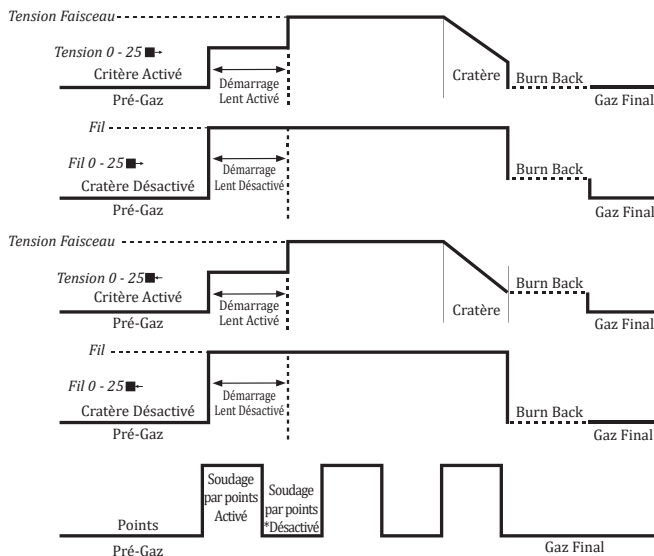 Tension Faisceau
Tension 0 - 25
Critère Activé
Démarrage
Lent Activé
Cratère
Burn Back
Pré-Gaz
Gaz Final
Fil
Fil 0 - 25
Démarrage
Lent Désactivé
Burn Back
Cratère Désactivé
Pré-Gaz
Gaz Final
Tension Faisceau
Tension 0 - 25
Critère Activé
Démarrage
Lent Activé
Cratère
Burn Back
Pré-Gaz
Gaz Final
Fil
Fil 0 - 25
Démarrage
Lent Désactivé
Cratère Désactivé
Burn Back
Pré-Gaz
Gaz Final
Soudage
par points
Activé
Soudage
par points
*Désactivé
Points
Pré-Gaz
Gaz Final